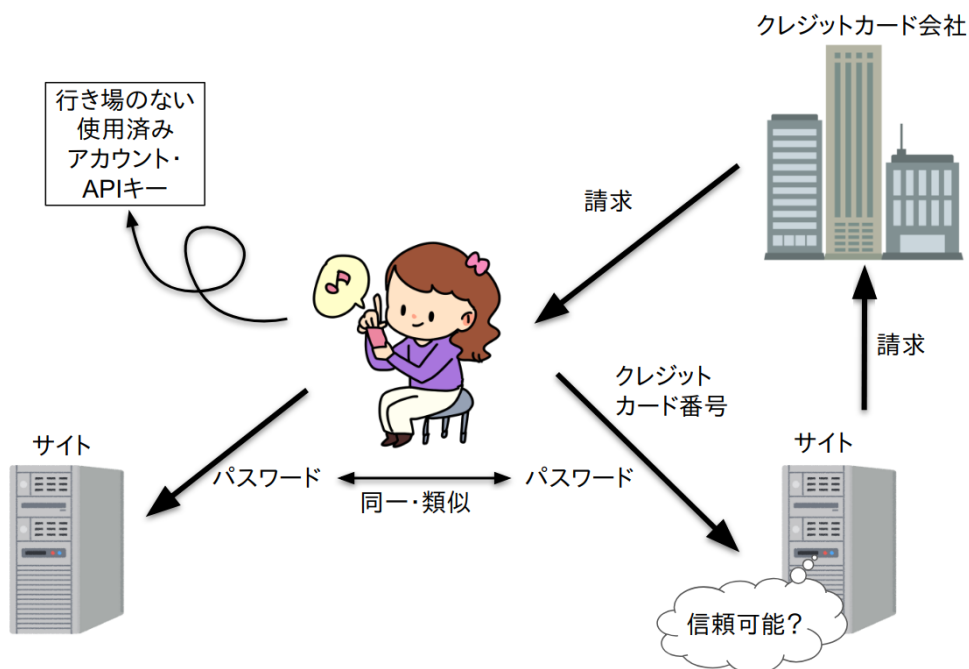 クレジットカード会社
行き場のない
使用済み
アカウント・
APIキー
請求
請求
クレジット
カード番号
サイト
サイト
パスワード
パスワード
同一・類似
信頼可能?